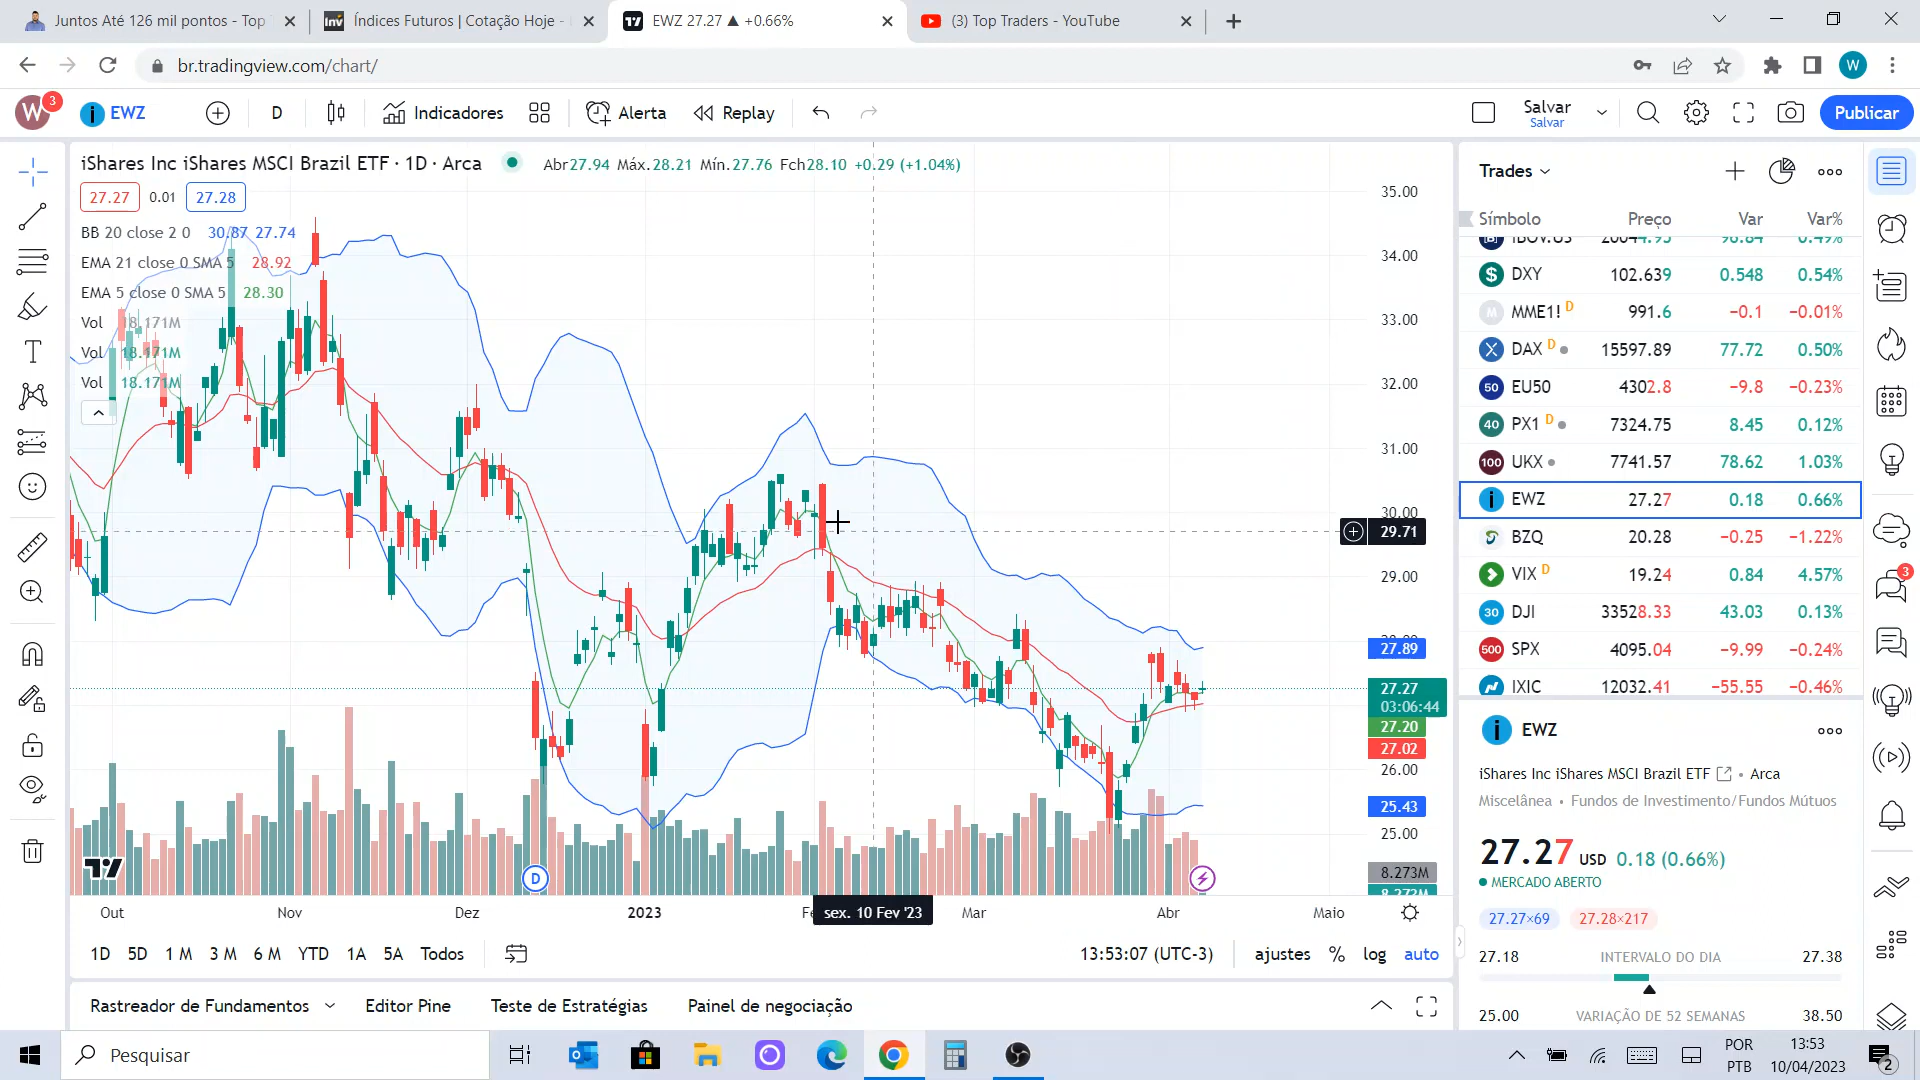 Juntos Até 126 mil pontos - Top
Índices Futuros | Cotação Hoje -
EWZ 27.27 ▲ +0.66%
(3) Top Traders - YouTube
br.tradingview.com/chart/
W
W
3
EWZ
D
Indicadores
Alerta
Replay
Salvar
Salvar
Publicar
iShares Inc iShares MSCI Brazil ETF · 1D · Arca
Abr27.94 Máx.28.21 Mín.27.76 Fch28.10 +0.29 (+1.04%)
27.27
0.01
27.28
BB 20 close 2 0 30.87 27.74
EMA 21 close 0 SMA 5 28.92
EMA 5 close 0 SMA 5 28.30
Vol 18.171M
Vol 18.171M
Vol 18.171M
35.00
34.00
33.00
32.00
31.00
30.00
29.71
29.00
27.89
27.27
03:06:44
27.20
27.02
26.00
25.43
25.00
8.273M
8.273M
D
Out
Nov
Dez
2023
sex. 10 Fev '23
Mar
Abr
Maio
1D 5D 1 M 3 M 6 M YTD 1A 5A Todos
13:53:07 (UTC-3)
ajustes % log auto
Rastreador de Fundamentos
Editor Pine
Teste de Estratégias
Painel de negociação
Trades
Símbolo Preço Var Var%
IBOV.US 20044.95 96.84 0.49%
DXY 102.639 0.548 0.54%
MME1! D 991.6 −0.1 −0.01%
DAX D 15597.89 77.72 0.50%
EU50 4302.8 −9.8 −0.23%
PX1 D 7324.75 8.45 0.12%
UKX 7741.57 78.62 1.03%
EWZ 27.27 0.18 0.66%
BZQ 20.28 −0.25 −1.22%
VIX D 19.24 0.84 4.57%
DJI 33528.33 43.03 0.13%
SPX 4095.04 −9.99 −0.24%
IXIC 12032.41 −55.55 −0.46%
EWZ
iShares Inc iShares MSCI Brazil ETF • Arca
Miscelânea • Fundos de Investimento/Fundos Mútuos
27.27 USD 0.18 (0.66%)
MERCADO ABERTO
27.27×69 27.28×217
27.18 INTERVALO DO DIA 27.38
25.00 VARIAÇÃO DE 52 SEMANAS 38.50
3
Pesquisar
POR
PTB
13:53
10/04/2023
2